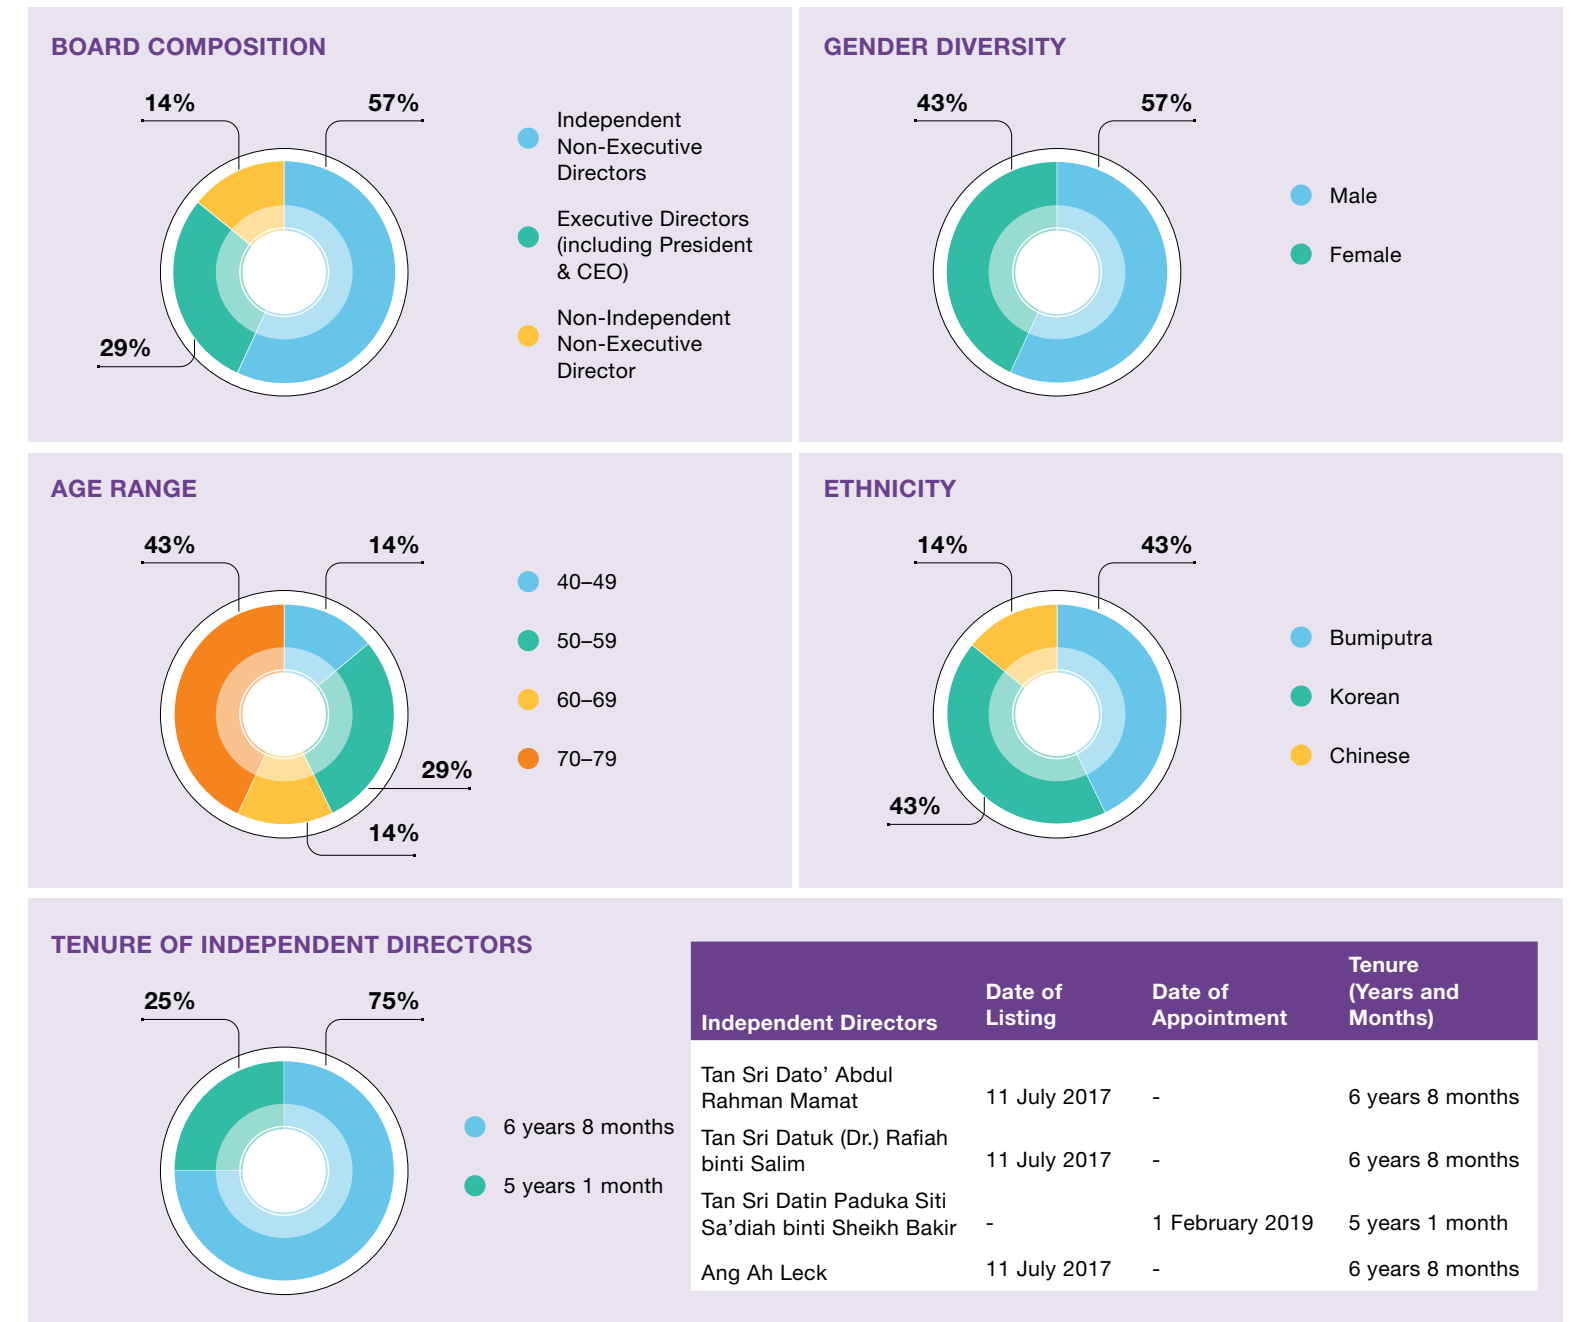 BOARD COMPOSITION
14%
57%
29%
Independent
Non-Executive
Directors
Executive Directors
(including President
& CEO)
Non-Independent
Non-Executive
Director
GENDER DIVERSITY
43%
57%
Male
Female
AGE RANGE
43%
14%
29%
14%
40–49
50–59
60–69
70–79
ETHNICITY
14%
43%
43%
Bumiputra
Korean
Chinese
TENURE OF INDEPENDENT DIRECTORS
25%
75%
6 years 8 months
5 years 1 month
Independent Directors
Date of
Listing
Date of
Appointment
Tenure
(Years and
Months)
Tan Sri Dato’ Abdul
Rahman Mamat
11 July 2017
-
6 years 8 months
Tan Sri Datuk (Dr.) Rafiah
binti Salim
11 July 2017
-
6 years 8 months
Tan Sri Datin Paduka Siti
Sa’diah binti Sheikh Bakir
-
1 February 2019
5 years 1 month
Ang Ah Leck
11 July 2017
-
6 years 8 months